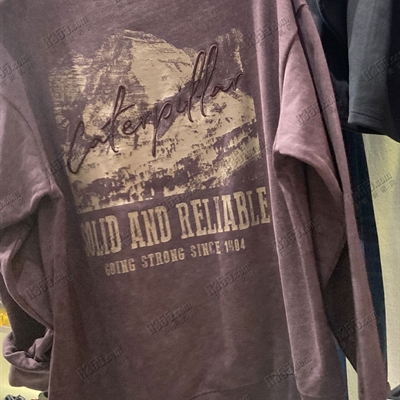 Caterpillar
SOLID AND RELIABLE
GOING STRONG SINCE 1904